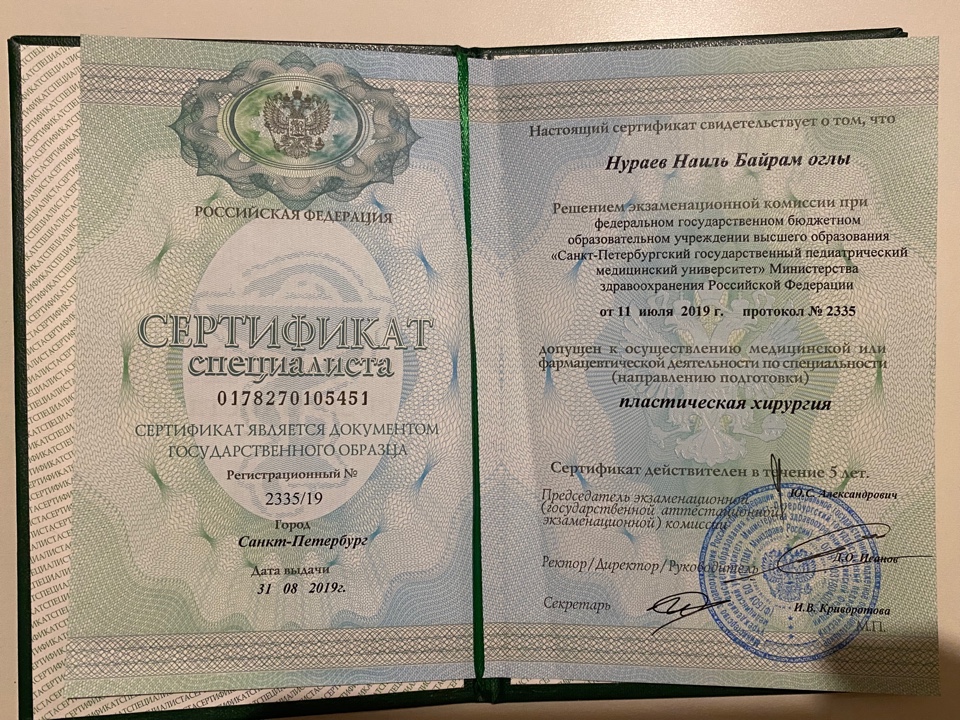 РОССИЙСКАЯ ФЕДЕРАЦИЯ
СЕРТИФИКАТ
специалиста
0178270105451
СЕРТИФИКАТ ЯВЛЯЕТСЯ ДОКУМЕНТОМ
ГОСУДАРСТВЕННОГО ОБРАЗЦА
Регистрационный №
2335/19
Город
Санкт-Петербург
Дата выдачи
31 08 2019г.
Настоящий сертификат свидетельствует о том, что
Нураев Наиль Байрам оглы
Решением экзаменационной комиссии при
федеральном государственном бюджетном
образовательном учреждении высшего образования
«Санкт-Петербургский государственный педиатрический
медицинский университет» Министерства
здравоохранения Российской Федерации
от 11 июля 2019 г. протокол № 2335
допущен к осуществлению медицинской или
фармацевтической деятельности по специальности
(направлению подготовки)
пластическая хирургия
Сертификат действителен в течение 5 лет.
Председатель экзаменационной
(государственной аттестационной,
экзаменационной) комиссии
Ю.С. Александрович
Ректор/Директор/Руководитель
Д.О. Иванов
Секретарь
И.В. Криворотова
М.П.